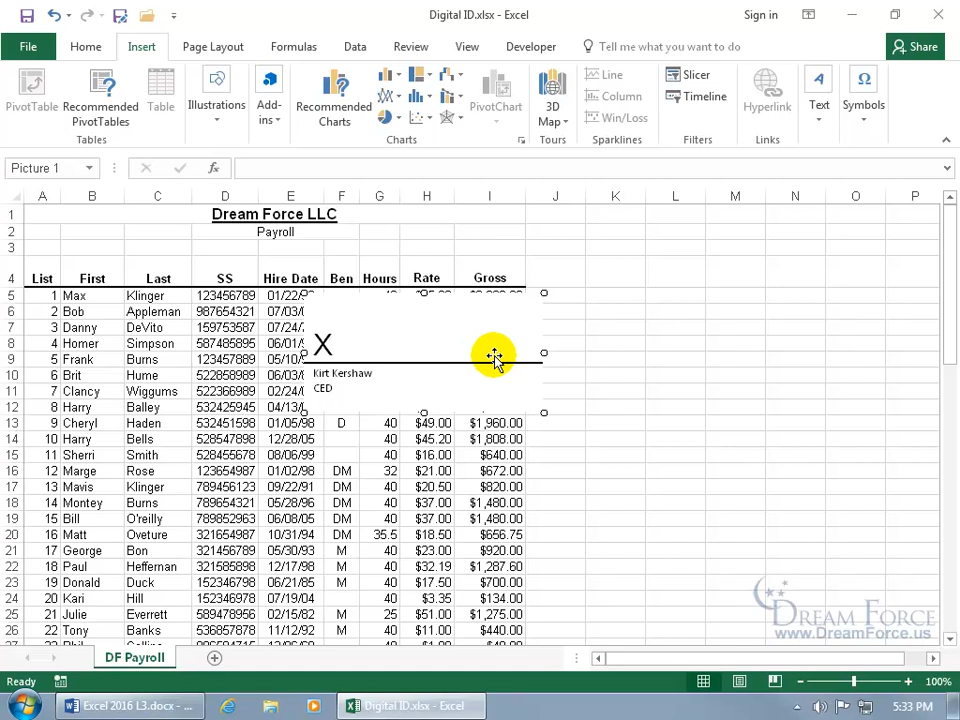 Digital ID.xlsx - Excel
Sign in
File Home Insert Page Layout Formulas Data Review View Developer Tell me what you want to do Share
PivotTable Recommended PivotTables Table
Illustrations
Add-ins
Recommended Charts
PivotChart
3D Map
Line
Column
Win/Loss
Slicer
Timeline
Hyperlink
Text
Symbols
Tables Charts Tours Sparklines Filters Links
Picture 1 fx
A B C D E F G H I J K L M N O P
1 Dream Force LLC
2 Payroll
3
4 List First Last SS Hire Date Ben Hours Rate Gross
5 1 Max Klinger 123456789 01/22/
6 2 Bob Appleman 987654321 07/03/
7 3 Danny DeVito 159753587 07/24/
8 4 Homer Simpson 587485895 06/01/
9 5 Frank Burns 123457889 05/10/
10 6 Brit Hume 522858989 06/03/
11 7 Clancy Wiggums 522366989 02/24/
12 8 Harry Balley 532425945 04/13/
X
Kirt Kershaw
CEO
13 9 Cheryl Haden 532451598 01/05/98 D 40 $49.00 $1,960.00
14 10 Harry Bells 528547898 12/28/05 40 $45.20 $1,808.00
15 11 Sherri Smith 528455678 08/06/99 40 $16.00 $640.00
16 12 Marge Rose 123654987 01/02/98 DM 32 $21.00 $672.00
17 13 Mavis Klinger 789456123 09/22/91 DM 40 $20.50 $820.00
18 14 Montey Burns 789654321 05/28/96 DM 40 $37.00 $1,480.00
19 15 Bill O'reilly 789852963 06/08/05 DM 40 $37.00 $1,480.00
20 16 Matt Oveture 321654987 10/31/94 DM 35.5 $18.50 $656.75
21 17 George Bon 321456789 05/30/93 M 40 $23.00 $920.00
22 18 Paul Heffernan 321585898 12/17/98 M 40 $32.19 $1,287.60
23 19 Donald Duck 152346798 06/21/85 M 40 $17.50 $700.00
24 20 Kari Hill 152346798 07/19/04 40 $3.35 $134.00
25 21 Julie Everrett 589478956 02/15/82 M 25 $51.00 $1,275.00
26 22 Tony Banks 536857878 11/12/92 M 40 $11.00 $440.00
DREAM FORCE
www.DreamForce.us
DF Payroll
Ready
100%
Excel 2016 L3.docx - ...
Digital ID.xlsx - Excel
5:33 PM